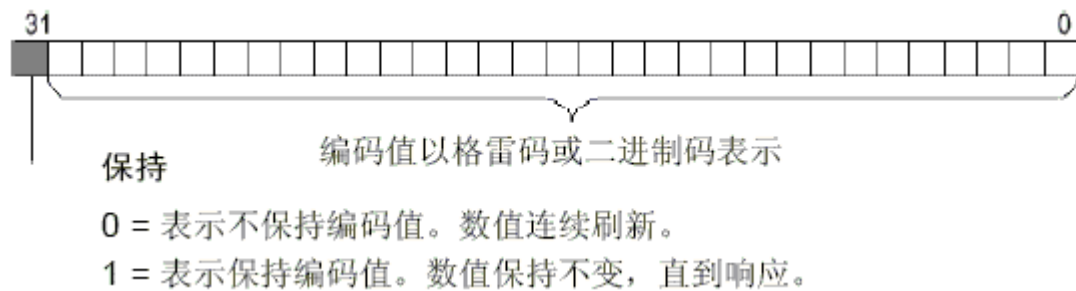 31 0
编码值以格雷码或二进制码表示
保持
0 = 表示不保持编码值。数值连续刷新。
1 = 表示保持编码值。数值保持不变，直到响应。